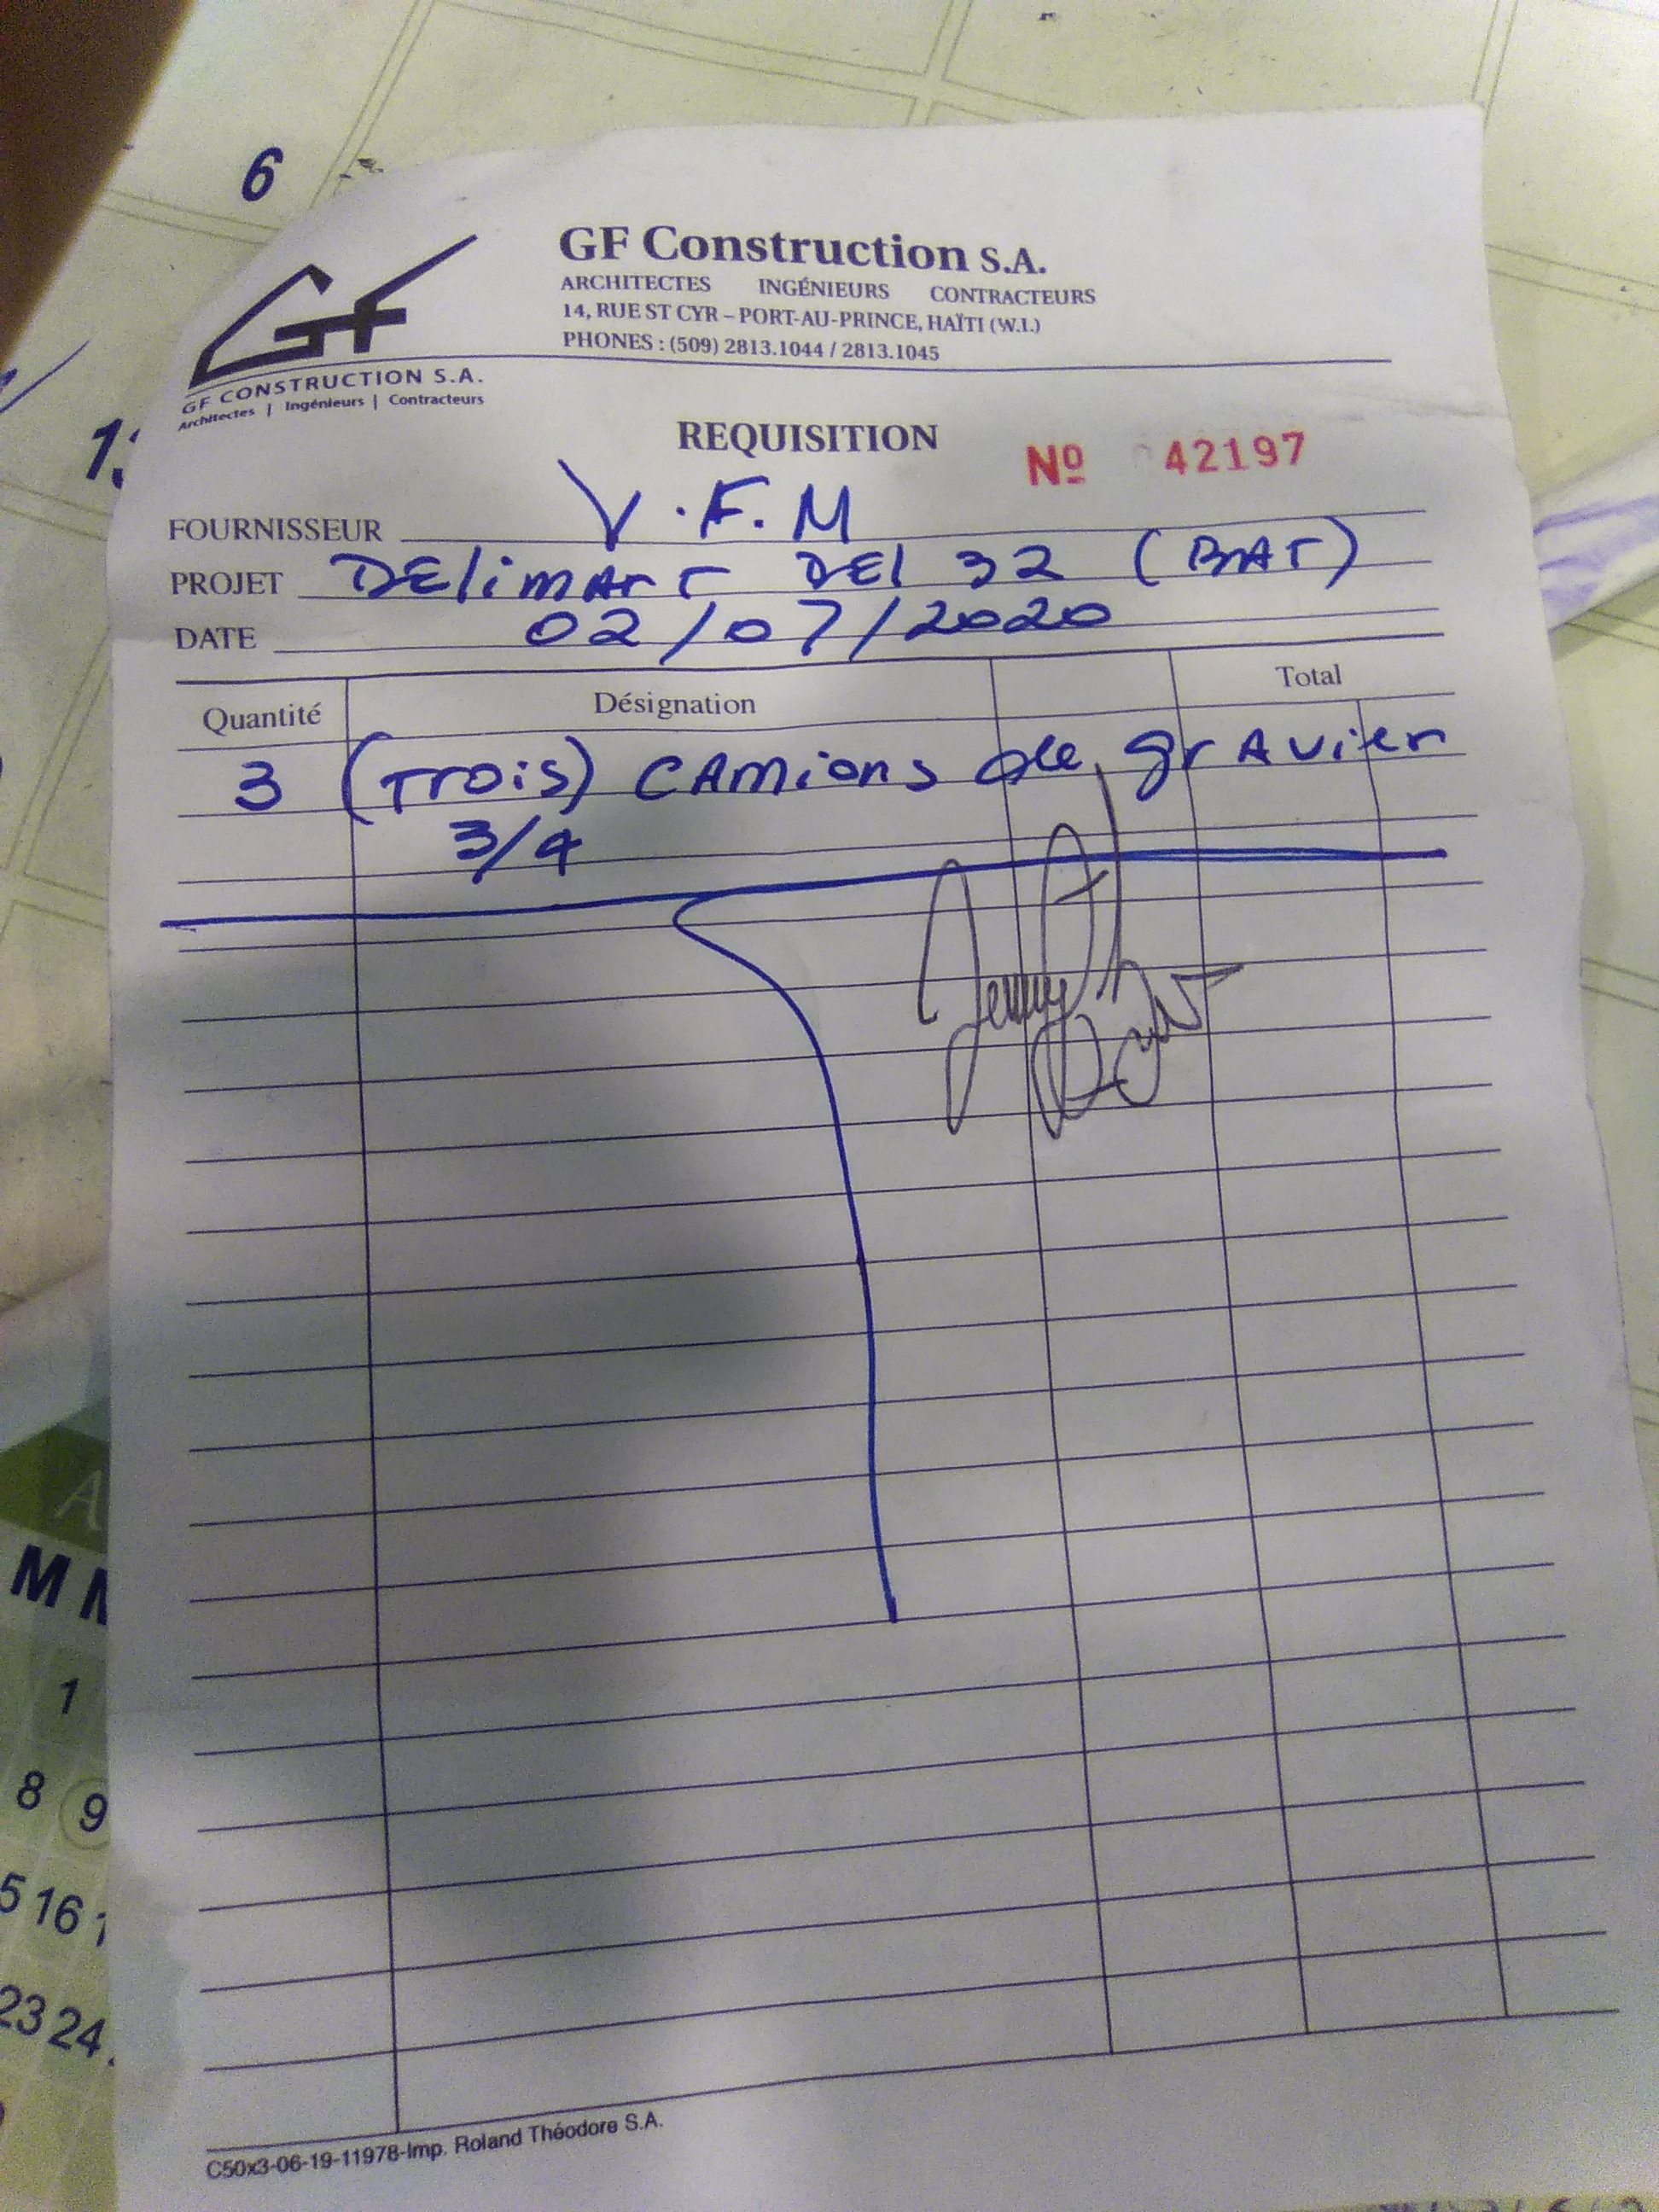 6
GF Construction S.A.
ARCHITECTES INGÉNIEURS CONTRACTEURS
14, RUE ST CYR – PORT-AU-PRINCE, HAÏTI (W.I.)
PHONES : (509) 2813.1044 / 2813.1045
GF
GF CONSTRUCTION S.A.
Architectes | Ingénieurs | Contracteurs
REQUISITION Nº 42197
FOURNISSEUR V.F.M
PROJET DElimArT DEl 32 (BAT)
DATE 02/07/2020
Quantité Désignation Total
3 (Trois) CAmions de grAvier
3/4
M M
1
8 9
5 16 1
23 24
C50x3-06-19-11978-Imp. Roland Théodore S.A.